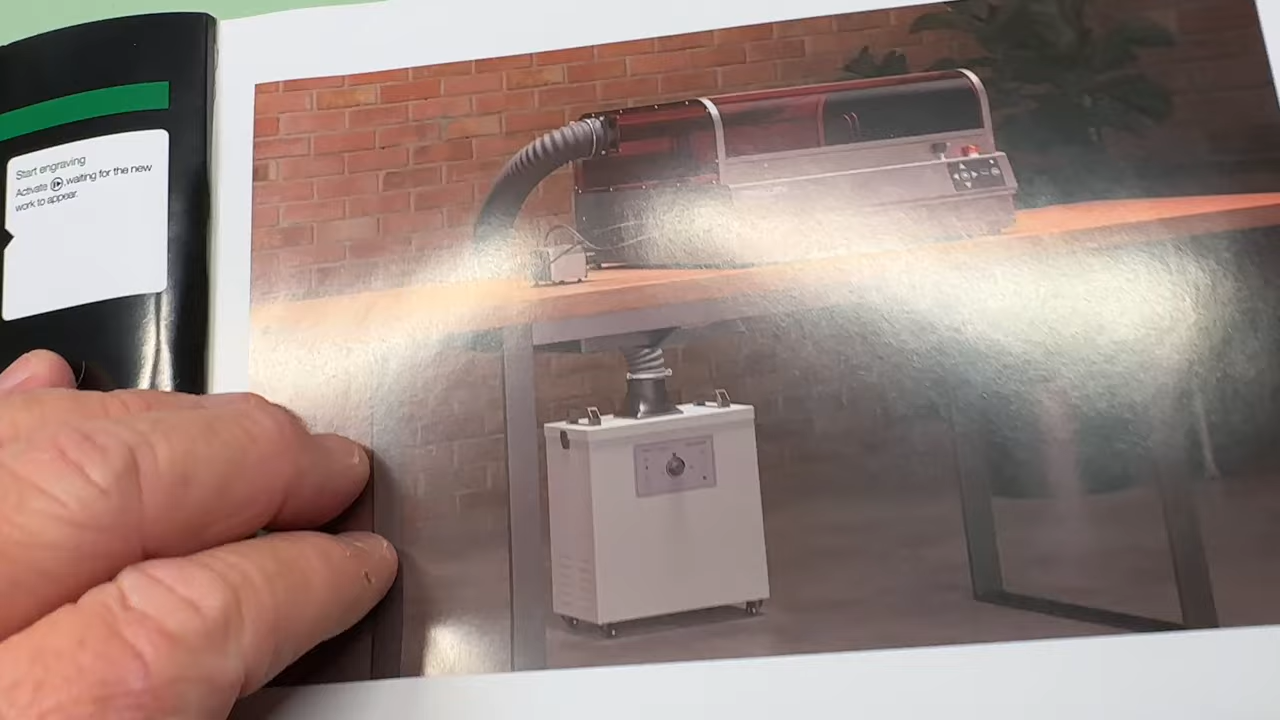 Start engraving
Activate ,waiting for the new
work to appear.